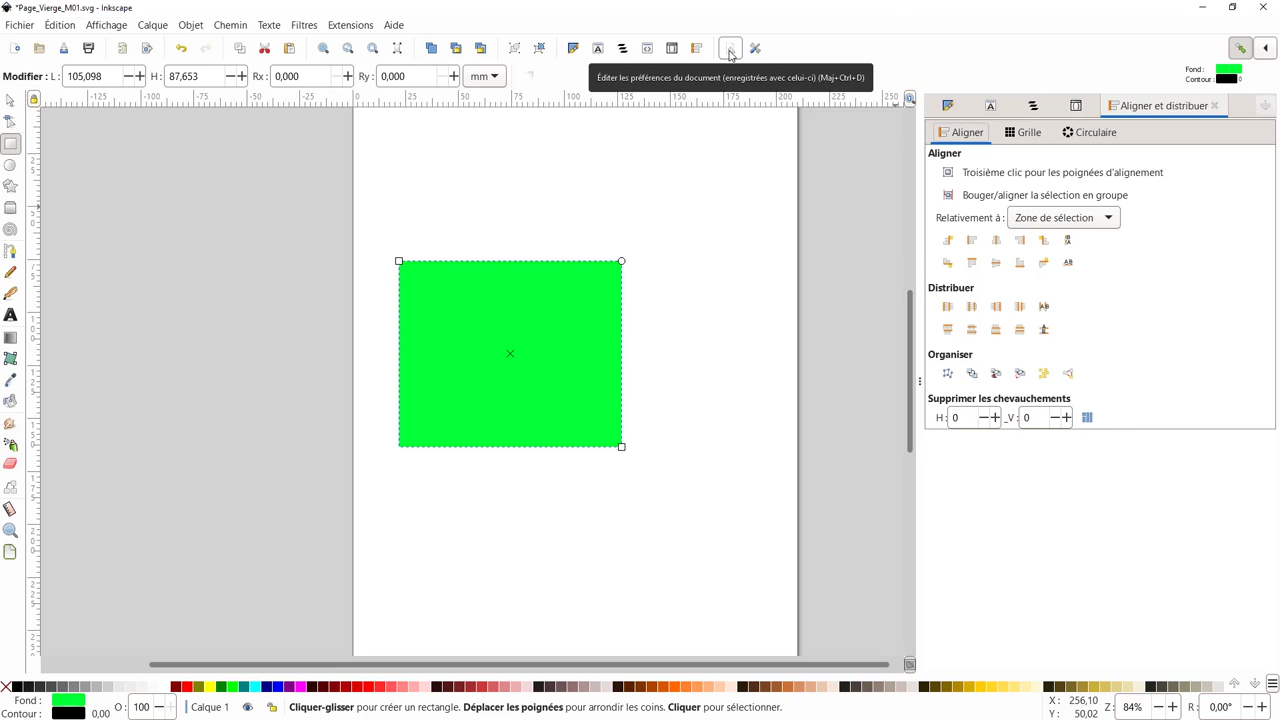 *Page_Vierge_M01.svg - Inkscape
Fichier Édition Affichage Calque Objet Chemin Texte Filtres Extensions Aide
Modifier : L : 105,098 H : 87,653 Rx : 0,000 Ry : 0,000 mm
Éditer les préférences du document (enregistrées avec celui-ci) (Maj+Ctrl+D)
Fond :
Contour : 0
-125 -100 -75 -50 -25 0 25 50 75 100 125 150 175 200 225 250
Aligner et distribuer
Aligner Grille Circulaire
Aligner
Troisième clic pour les poignées d'alignement
Bouger/aligner la sélection en groupe
Relativement à : Zone de sélection
Distribuer
Organiser
Supprimer les chevauchements
H : 0 _V : 0
Fond :
Contour : 0,00
O : 100
Calque 1
Cliquer-glisser pour créer un rectangle. Déplacer les poignées pour arrondir les coins. Cliquer pour sélectionner.
X : 256,10
Y : 50,02
Z : 84%
R : 0,00°